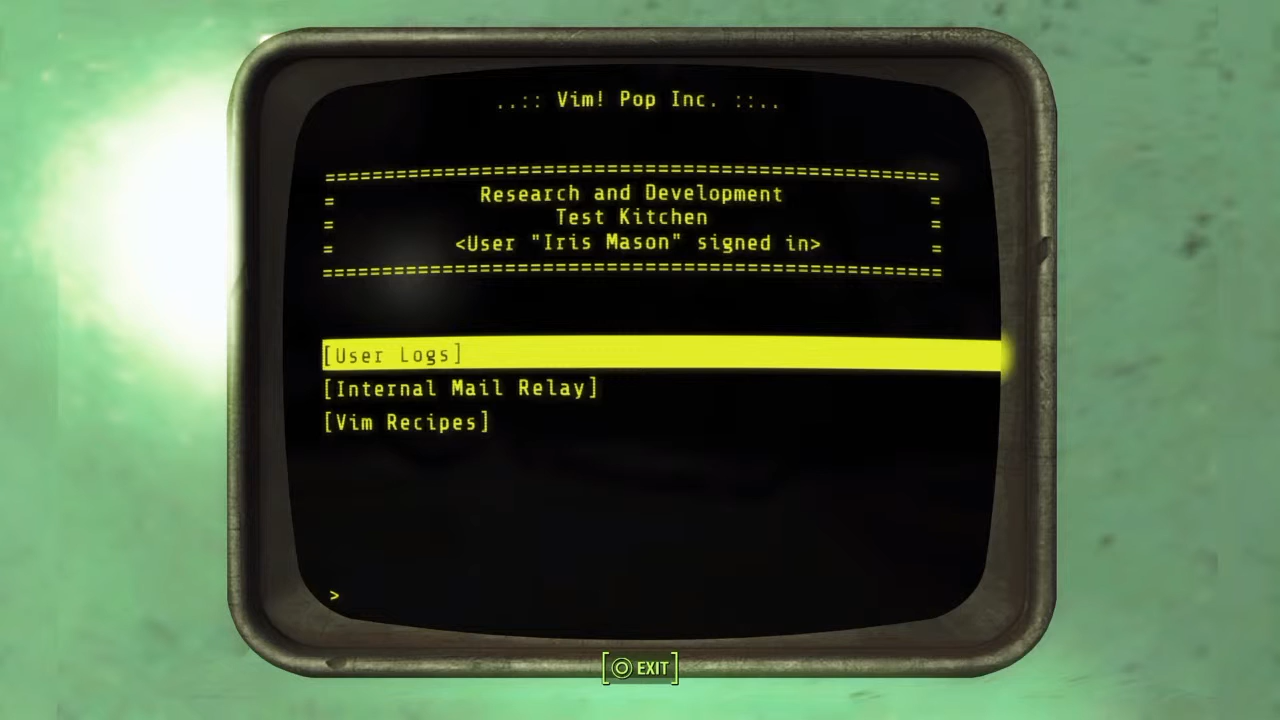 ..:: Vim! Pop Inc. ::..
==================================================
= Research and Development =
= Test Kitchen =
= <User "Iris Mason" signed in> =
==================================================
[User Logs]
[Internal Mail Relay]
[Vim Recipes]
>
[ EXIT]